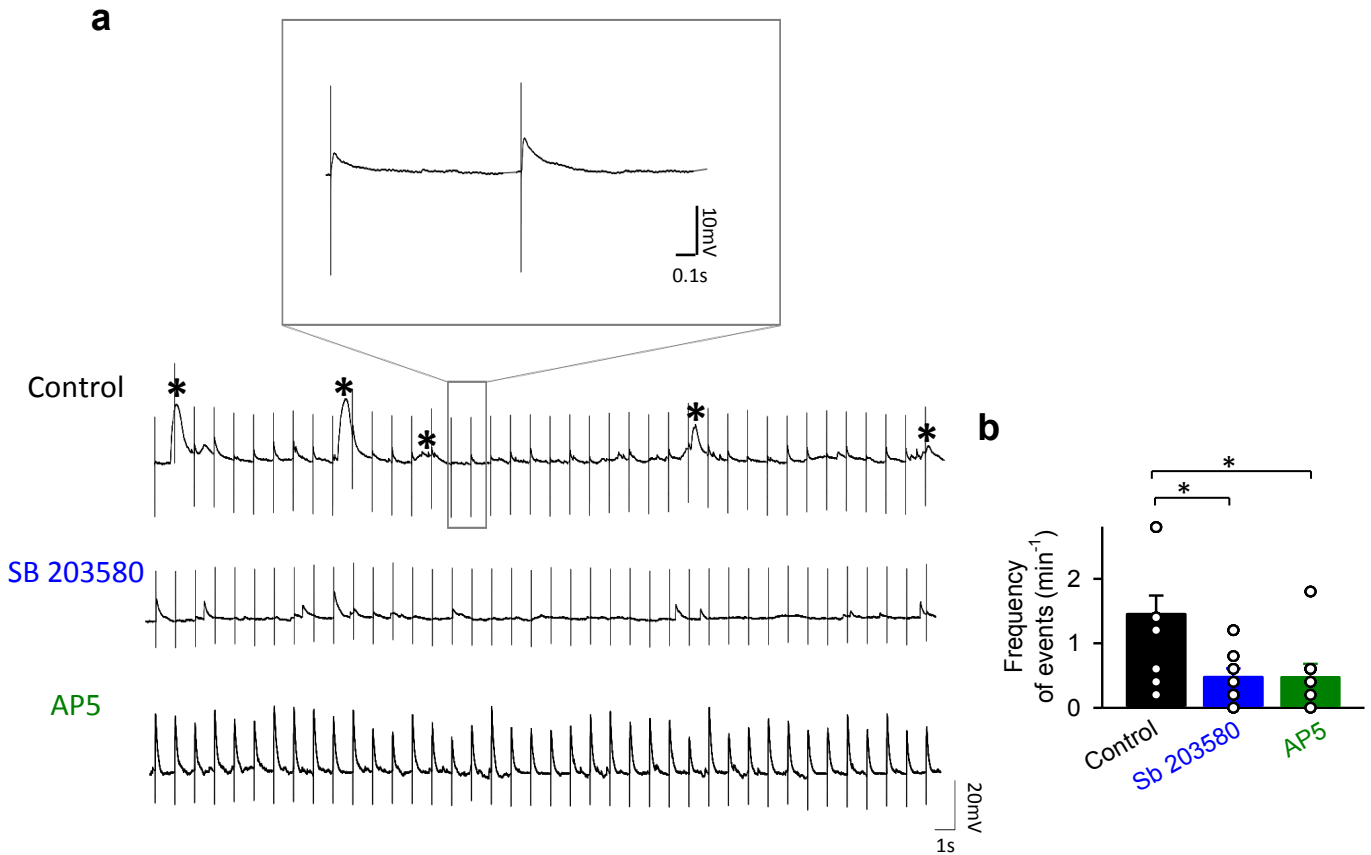 a
10mV
0.1s
Control
*
*
*
*
*
SB 203580
AP5
20mV
1s
b
*
*
Frequency
of events (min⁻¹)
2
1
0
Control
Sb 203580
AP5